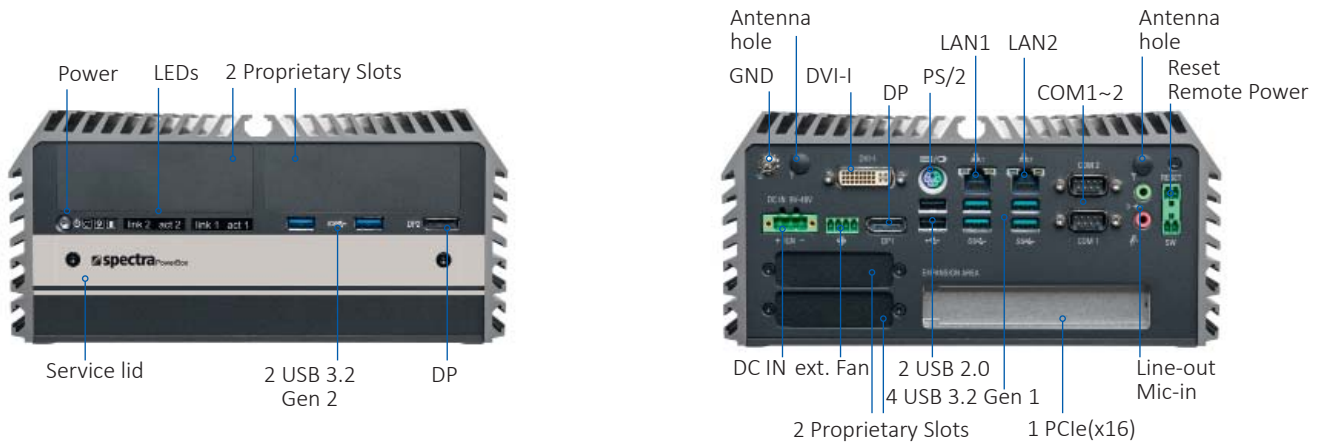 Power
LEDs
2 Proprietary Slots
link 2 act 2
link 1 act 1
DP2
spectra PowerBox
Service lid
2 USB 3.2
Gen 2
DP
Antenna
hole
GND
DVI-I
DP
PS/2
LAN1
LAN2
COM1~2
Antenna
hole
Reset
Remote Power
DVI-I
COM 2
RESET
DC IN 9V-48V
DP1
COM 1
SW
EXPANSION AREA
DC IN
ext. Fan
2 USB 2.0
4 USB 3.2 Gen 1
2 Proprietary Slots
1 PCIe(x16)
Line-out
Mic-in